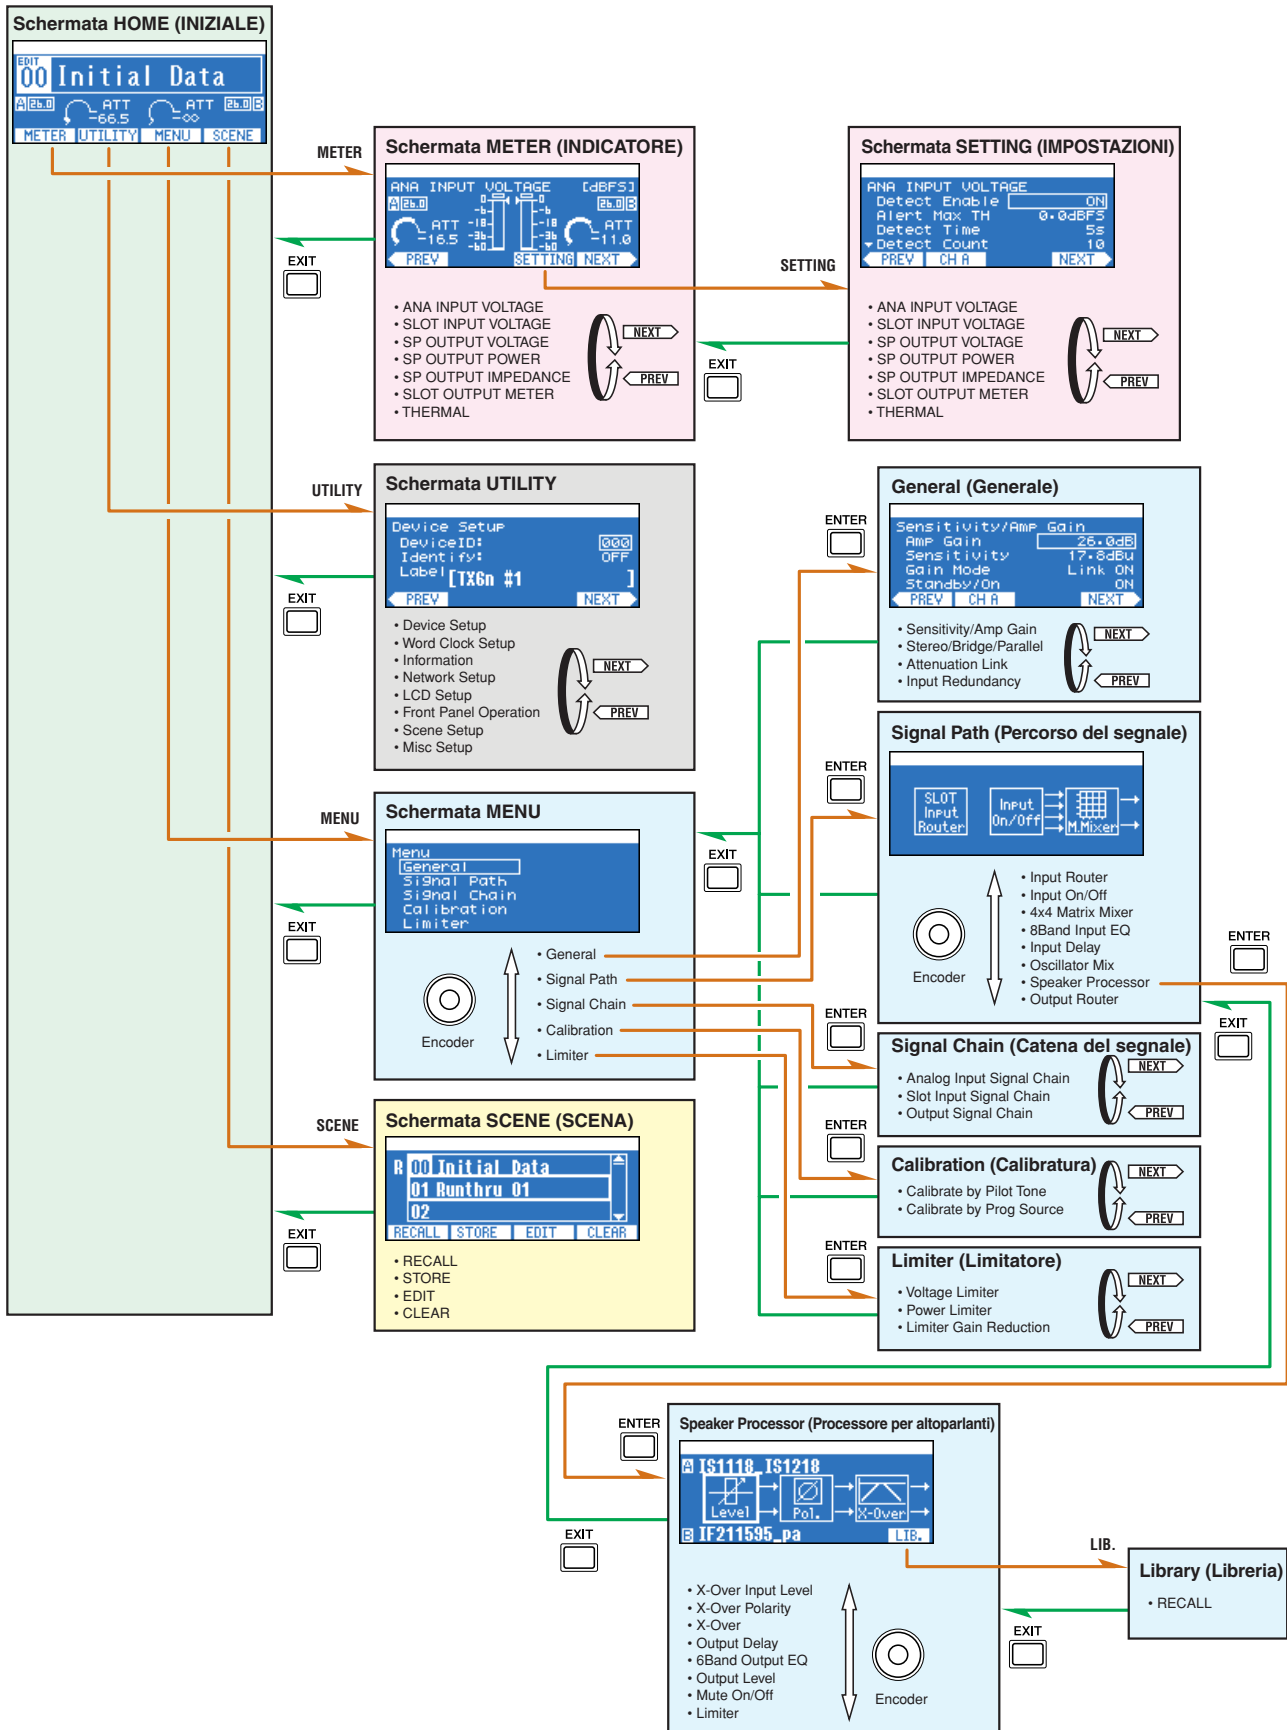 Schermata HOME (INIZIALE)
EDIT
00 Initial Data
A 26.0 ATT -66.5 ATT -∞ 26.0 B
METER UTILITY MENU SCENE
METER
Schermata METER (INDICATORE)
ANA INPUT VOLTAGE [dBFS]
A 26.0 26.0 B
0 0
-6 -6
-18 -18
-36 -36
-60 -60
ATT -16.5
ATT -11.0
PREV SETTING NEXT
• ANA INPUT VOLTAGE
• SLOT INPUT VOLTAGE
• SP OUTPUT VOLTAGE
• SP OUTPUT POWER
• SP OUTPUT IMPEDANCE
• SLOT OUTPUT METER
• THERMAL
NEXT
PREV
EXIT
SETTING
Schermata SETTING (IMPOSTAZIONI)
ANA INPUT VOLTAGE
Detect Enable ON
Alert Max TH 0.0dBFS
Detect Time 5s
Detect Count 10
PREV CH A NEXT
• ANA INPUT VOLTAGE
• SLOT INPUT VOLTAGE
• SP OUTPUT VOLTAGE
• SP OUTPUT POWER
• SP OUTPUT IMPEDANCE
• SLOT OUTPUT METER
• THERMAL
NEXT
PREV
EXIT
UTILITY
Schermata UTILITY
Device Setup
DeviceID: 000
Identify: OFF
Label [TX6n #1 ]
PREV NEXT
• Device Setup
• Word Clock Setup
• Information
• Network Setup
• LCD Setup
• Front Panel Operation
• Scene Setup
• Misc Setup
NEXT
PREV
EXIT
MENU
Schermata MENU
Menu
General
Signal Path
Signal Chain
Calibration
Limiter
Encoder
• General
• Signal Path
• Signal Chain
• Calibration
• Limiter
EXIT
EXIT
ENTER
General (Generale)
Sensitivity/Amp Gain
Amp Gain 26.0dB
Sensitivity 17.8dBu
Gain Mode Link ON
Standby/On ON
PREV CH A NEXT
• Sensitivity/Amp Gain
• Stereo/Bridge/Parallel
• Attenuation Link
• Input Redundancy
NEXT
PREV
ENTER
Signal Path (Percorso del segnale)
SLOT Input Router
Input On/Off
M.Mixer
Encoder
• Input Router
• Input On/Off
• 4x4 Matrix Mixer
• 8Band Input EQ
• Input Delay
• Oscillator Mix
• Speaker Processor
• Output Router
ENTER
EXIT
ENTER
Signal Chain (Catena del segnale)
• Analog Input Signal Chain
• Slot Input Signal Chain
• Output Signal Chain
NEXT
PREV
ENTER
Calibration (Calibratura)
• Calibrate by Pilot Tone
• Calibrate by Prog Source
NEXT
PREV
ENTER
Limiter (Limitatore)
• Voltage Limiter
• Power Limiter
• Limiter Gain Reduction
NEXT
PREV
SCENE
Schermata SCENE (SCENA)
R 00 Initial Data
01 Runthru 01
02
RECALL STORE EDIT CLEAR
• RECALL
• STORE
• EDIT
• CLEAR
EXIT
ENTER
Speaker Processor (Processore per altoparlanti)
A IS1118_IS1218
Level Pol. X-Over
B IF211595_pa LIB.
• X-Over Input Level
• X-Over Polarity
• X-Over
• Output Delay
• 6Band Output EQ
• Output Level
• Mute On/Off
• Limiter
Encoder
EXIT
LIB.
Library (Libreria)
• RECALL
EXIT